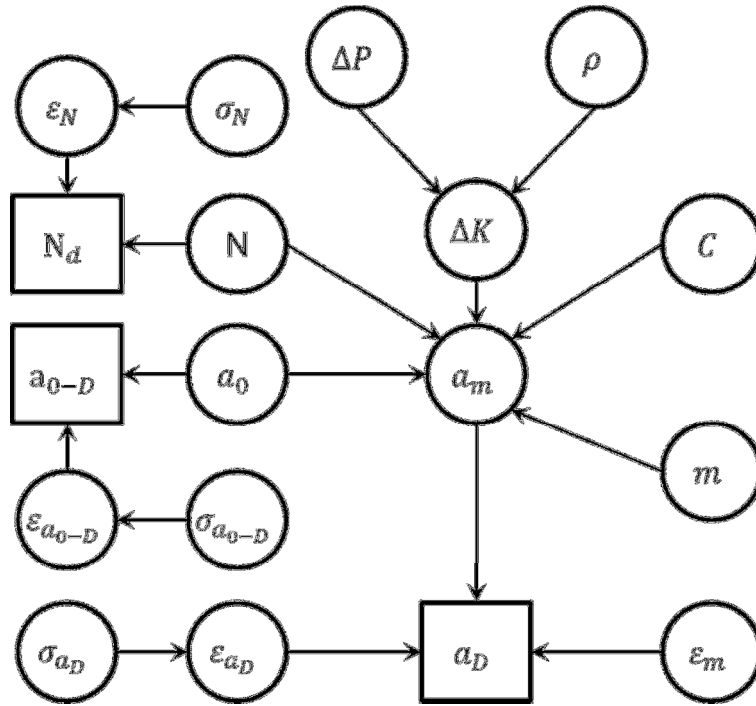 ΔP ρ
ε_N σ_N
N_d N ΔK C
a_{0−D} a_0 a_m
m
ε_{a_{0−D}} σ_{a_{0−D}}
σ_{a_D} ε_{a_D} a_D ε_m